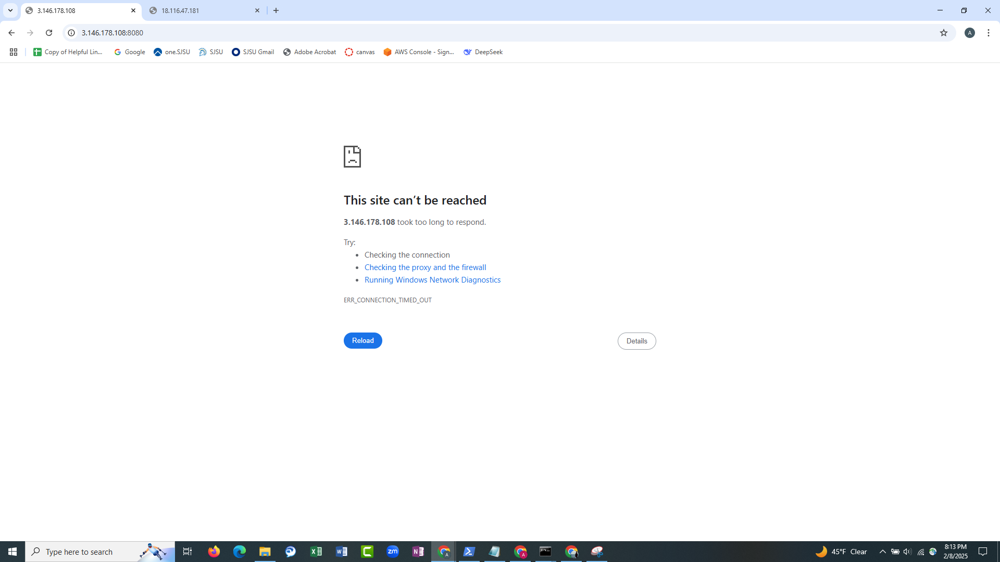 3.146.178.108
18.116.47.181
3.146.178.108:8080
A
Copy of Helpful Lin...
Google
one.SJSU
SJSU
SJSU Gmail
Adobe Acrobat
canvas
AWS Console - Sign...
DeepSeek
This site can’t be reached
3.146.178.108 took too long to respond.
Try:
• Checking the connection
• Checking the proxy and the firewall
• Running Windows Network Diagnostics
ERR_CONNECTION_TIMED_OUT
Reload
Details
Type here to search
zm
45°F Clear
8:13 PM
2/8/2025